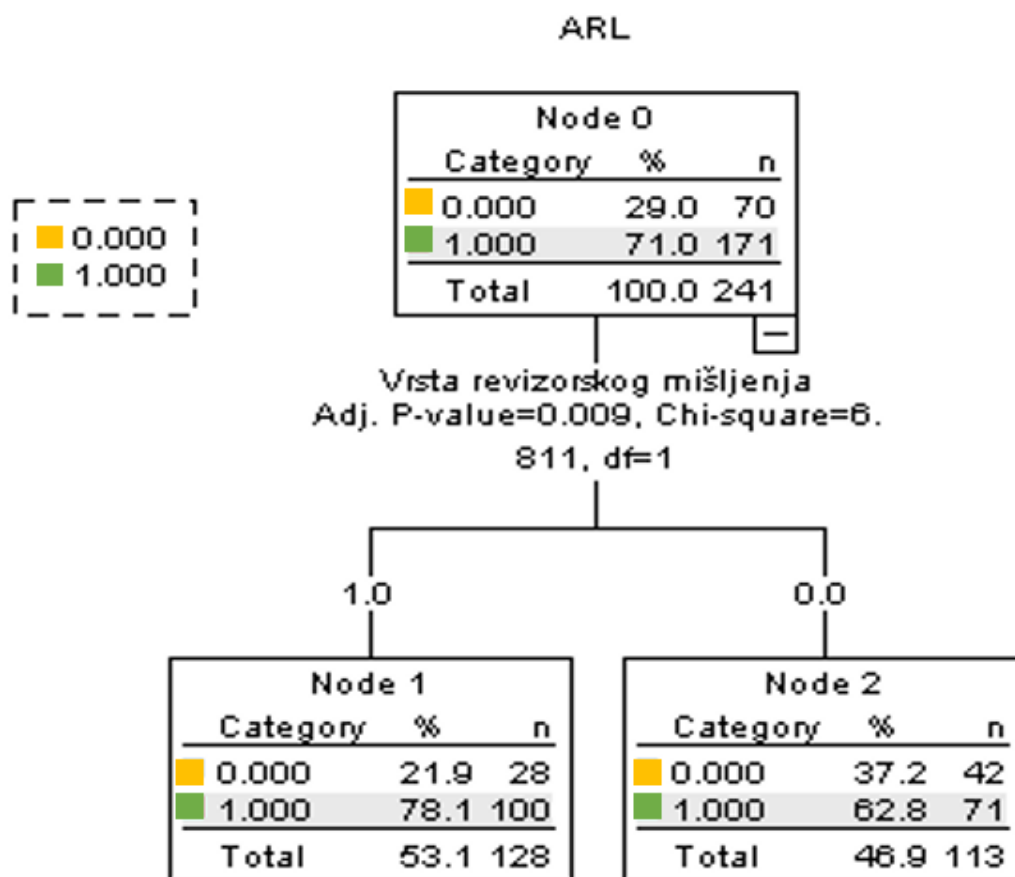 ARL
Node 0
Category % n
0.000 29.0 70
1.000 71.0 171
Total 100.0 241
0.000
1.000
Vrsta revizorskog mišljenja
Adj. P-value=0.009, Chi-square=6.
811, df=1
1.0
0.0
Node 1
Category % n
0.000 21.9 28
1.000 78.1 100
Total 53.1 128
Node 2
Category % n
0.000 37.2 42
1.000 62.8 71
Total 46.9 113